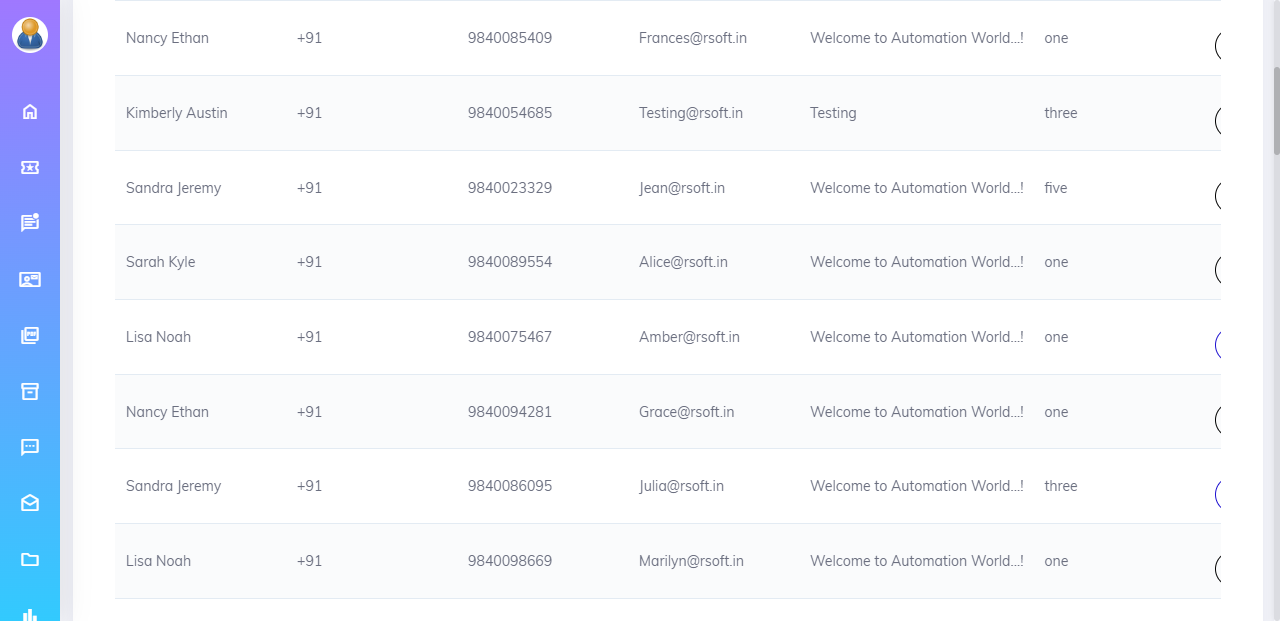 Nancy Ethan +91 9840085409 Frances@rsoft.in Welcome to Automation World...! one
Kimberly Austin +91 9840054685 Testing@rsoft.in Testing three
Sandra Jeremy +91 9840023329 Jean@rsoft.in Welcome to Automation World...! five
Sarah Kyle +91 9840089554 Alice@rsoft.in Welcome to Automation World...! one
Lisa Noah +91 9840075467 Amber@rsoft.in Welcome to Automation World...! one
Nancy Ethan +91 9840094281 Grace@rsoft.in Welcome to Automation World...! one
Sandra Jeremy +91 9840086095 Julia@rsoft.in Welcome to Automation World...! three
Lisa Noah +91 9840098669 Marilyn@rsoft.in Welcome to Automation World...! one